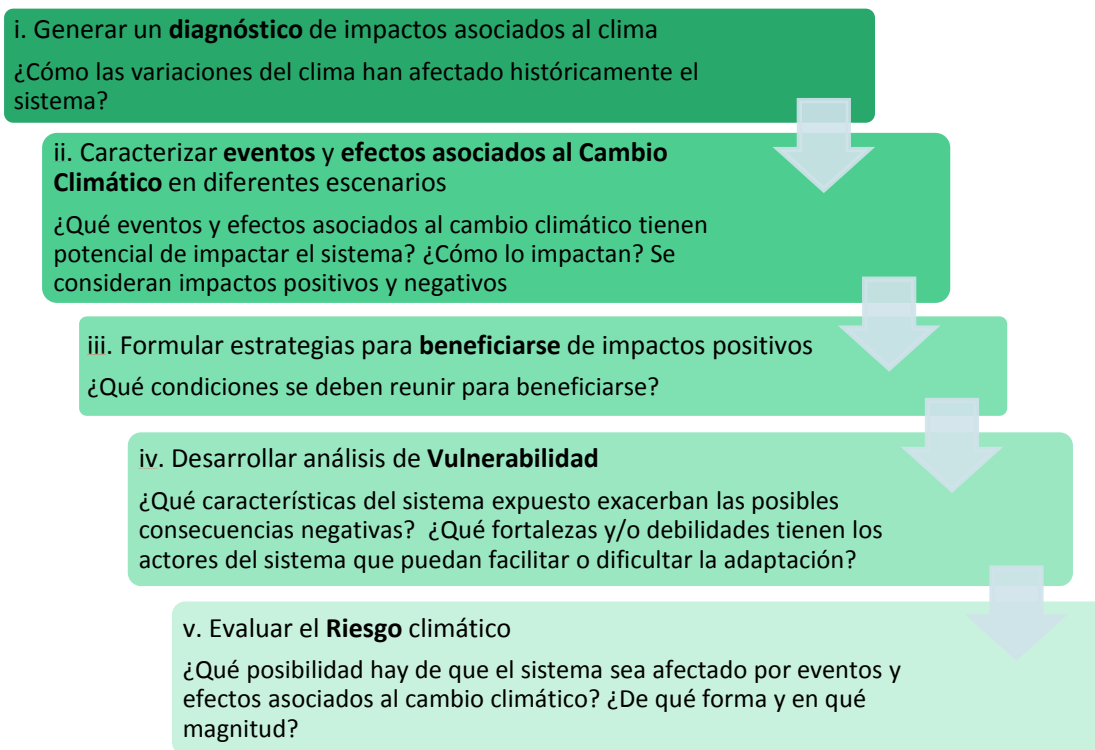 i. Generar un diagnóstico de impactos asociados al clima
¿Cómo las variaciones del clima han afectado históricamente el
sistema?
ii. Caracterizar eventos y efectos asociados al Cambio
Climático en diferentes escenarios
¿Qué eventos y efectos asociados al cambio climático tienen
potencial de impactar el sistema? ¿Cómo lo impactan? Se
consideran impactos positivos y negativos
iii. Formular estrategias para beneficiarse de impactos positivos
¿Qué condiciones se deben reunir para beneficiarse?
iv. Desarrollar análisis de Vulnerabilidad
¿Qué características del sistema expuesto exacerban las posibles
consecuencias negativas? ¿Qué fortalezas y/o debilidades tienen los
actores del sistema que puedan facilitar o dificultar la adaptación?
v. Evaluar el Riesgo climático
¿Qué posibilidad hay de que el sistema sea afectado por eventos y
efectos asociados al cambio climático? ¿De qué forma y en qué
magnitud?